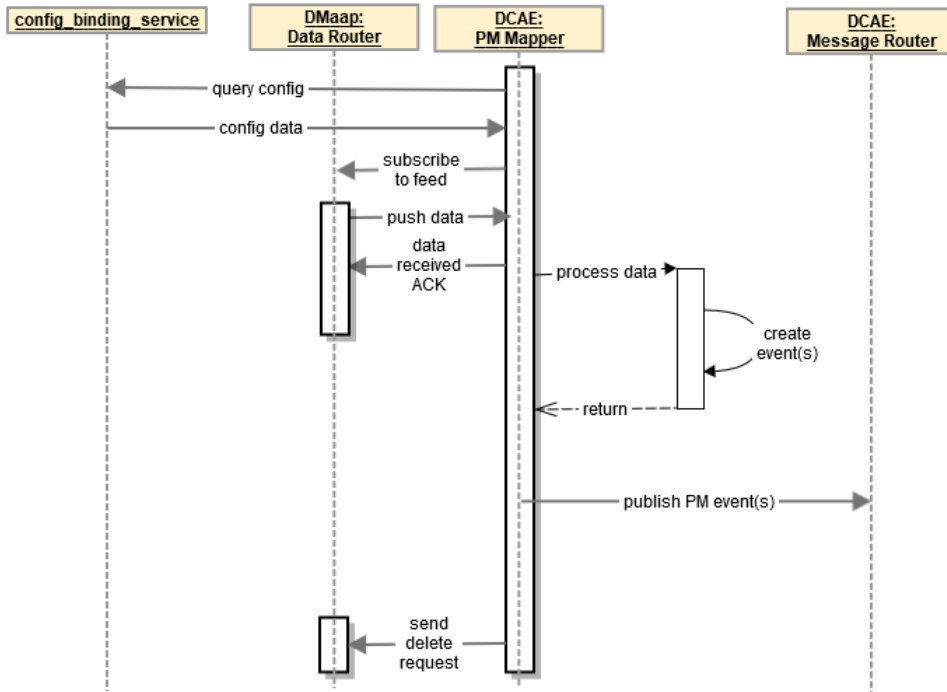 config_binding_service
DMaap:
Data Router
DCAE:
PM Mapper
DCAE:
Message Router
query config
config data
subscribe
to feed
push data
data
received
ACK
process data
create
event(s)
return
publish PM event(s)
send
delete
request